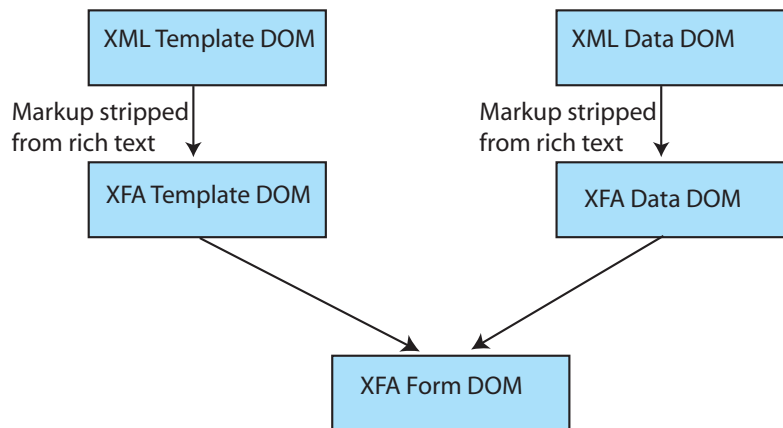 XML Template DOM
XML Data DOM
Markup stripped
from rich text
Markup stripped
from rich text
XFA Template DOM
XFA Data DOM
XFA Form DOM